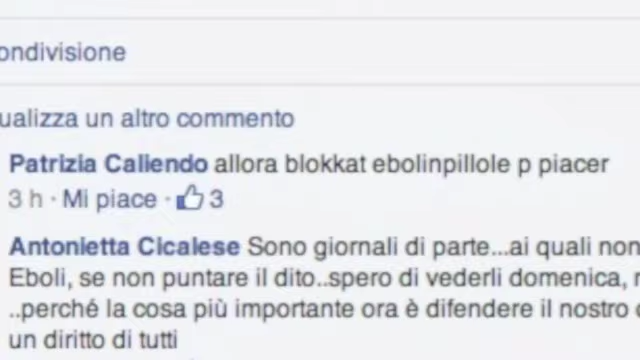 ondivisione
ualizza un altro commento
Patrizia Caliendo allora blokkat ebolinpillole p piacer
3 h · Mi piace · 3
Antonietta Cicalese Sono giornali di parte...ai quali non
Eboli, se non puntare il dito..spero di vederli domenica,
..perché la cosa più importante ora è difendere il nostro
un diritto di tutti